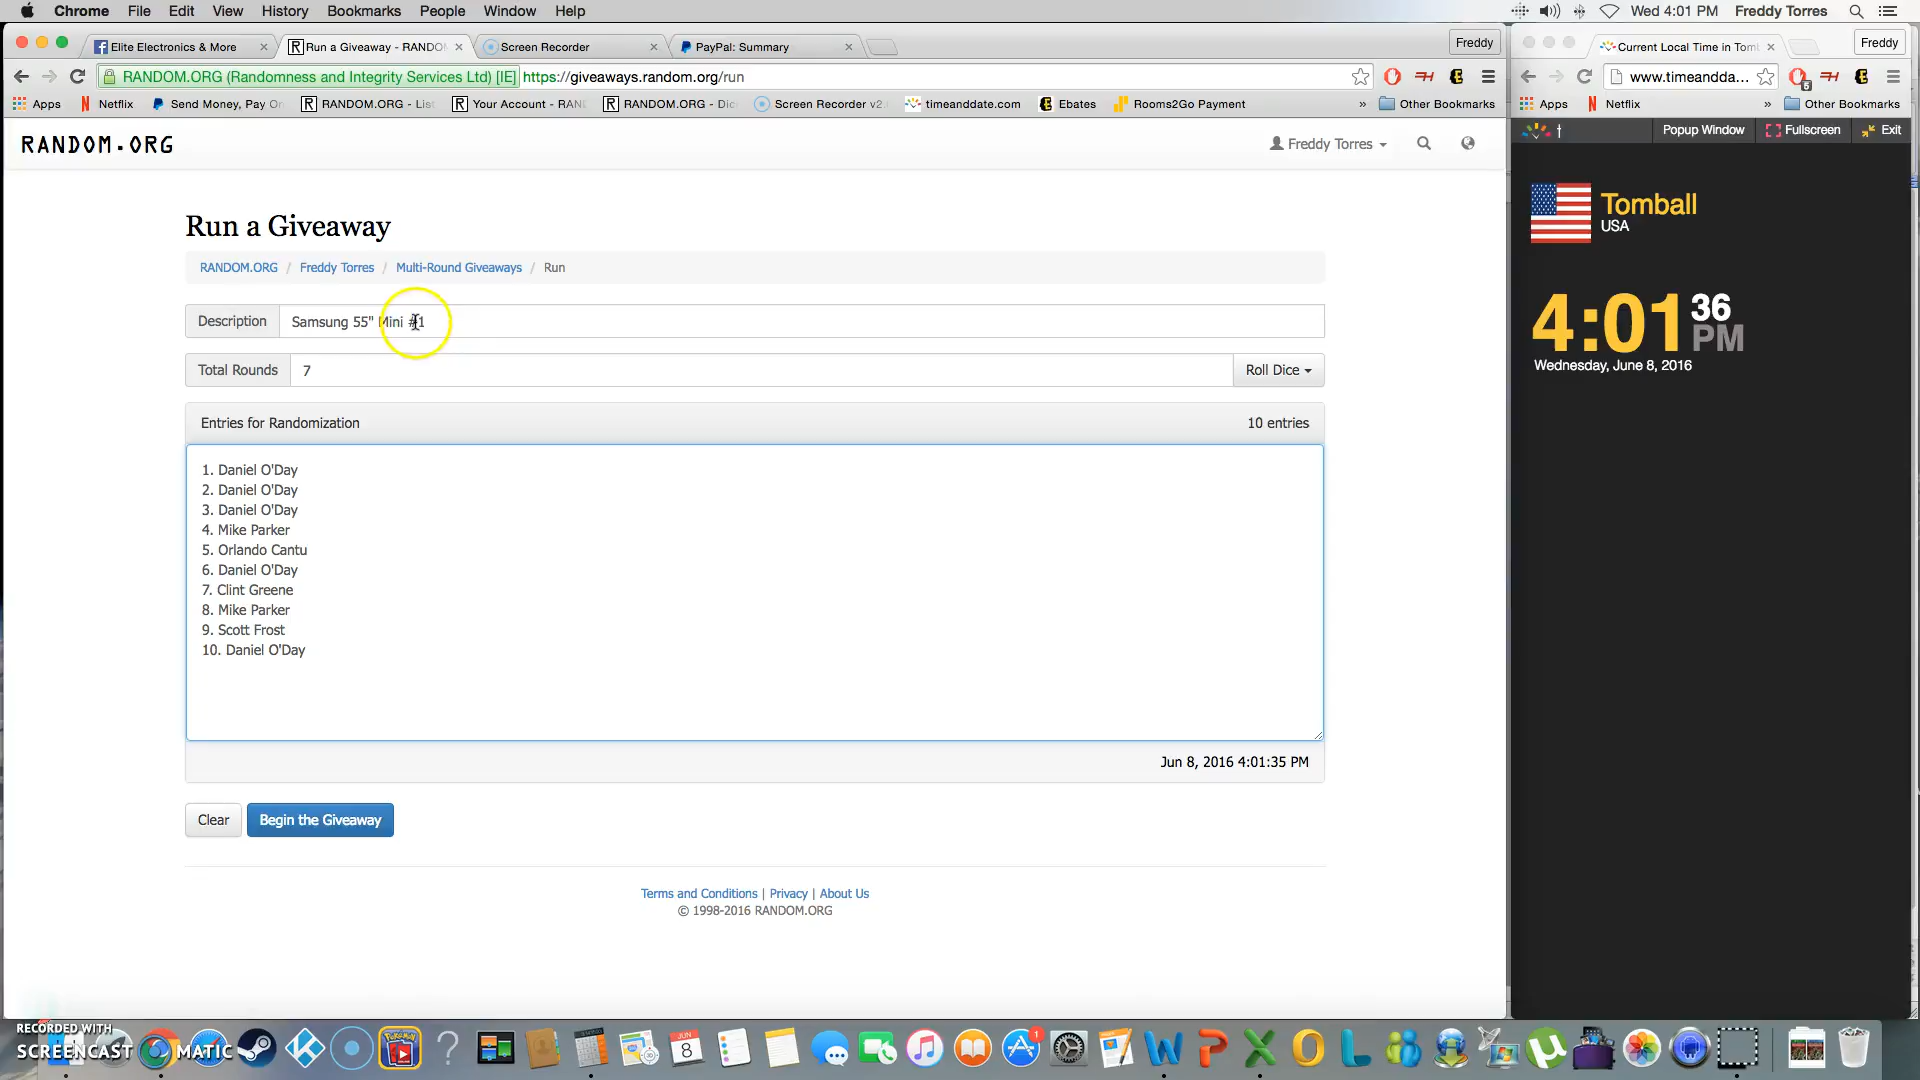 Chrome File Edit View History Bookmarks People Window Help Wed 4:01 PM Freddy Torres
Elite Electronics & More Run a Giveaway - RANDO Screen Recorder PayPal: Summary Freddy
RANDOM.ORG (Randomness and Integrity Services Ltd) [IE] https://giveaways.random.org/run
Apps Netflix Send Money, Pay On RANDOM.ORG - Lis Your Account - RAN RANDOM.ORG - Dic Screen Recorder v2. timeanddate.com Ebates Rooms2Go Payment » Other Bookmarks
RANDOM.ORG
Freddy Torres
Run a Giveaway
RANDOM.ORG / Freddy Torres / Multi-Round Giveaways / Run
Description Samsung 55" Mini #1
Total Rounds 7 Roll Dice
Entries for Randomization 10 entries
1. Daniel O'Day
2. Daniel O'Day
3. Daniel O'Day
4. Mike Parker
5. Orlando Cantu
6. Daniel O'Day
7. Clint Greene
8. Mike Parker
9. Scott Frost
10. Daniel O'Day
Jun 8, 2016 4:01:35 PM
Clear Begin the Giveaway
Terms and Conditions | Privacy | About Us
© 1998-2016 RANDOM.ORG
Current Local Time in Tomb Freddy
www.timeandda...
Apps Netflix » Other Bookmarks
t Popup Window Fullscreen Exit
Tomball
USA
4:01 36 PM
Wednesday, June 8, 2016
RECORDED WITH
SCREENCAST MATIC
JUN
8
1